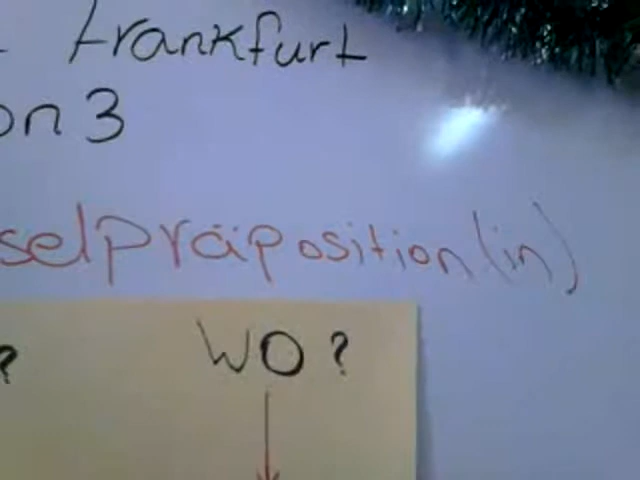 Frankfurt
on 3
selpräposition (in)
? WO ?